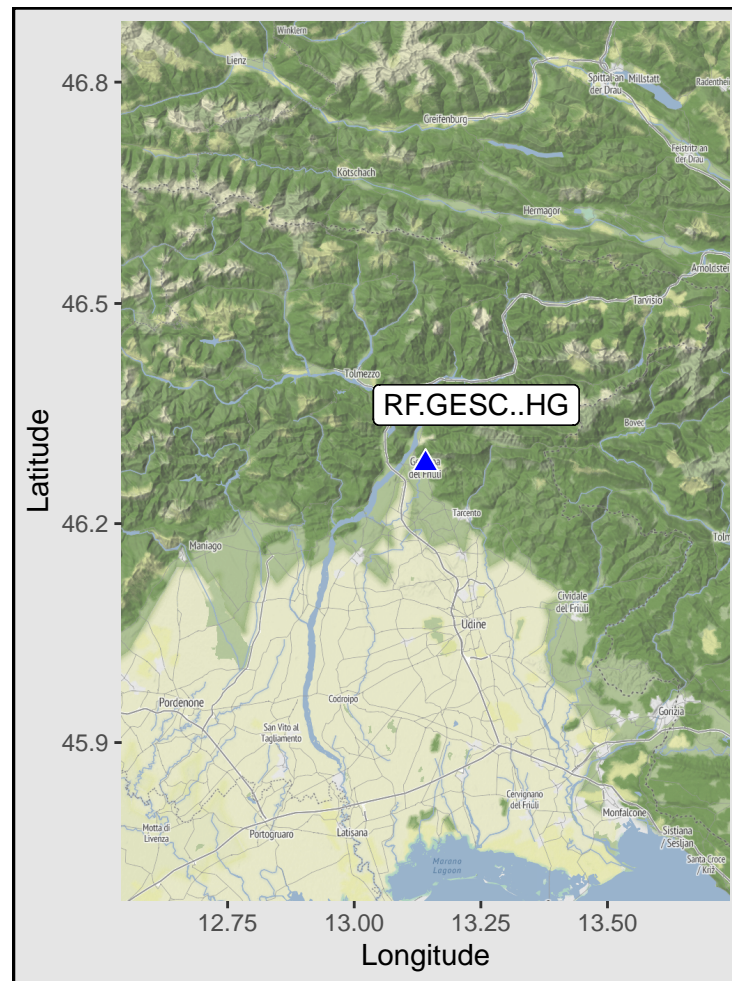 Winklern
Lienz
Spittal an
der Drau
Millstatt
46.8
Greifenburg
Feistritz an
der Drau
Kötschach
Hermagor
Arnoldstei
Tarvisio
46.5
Tolmezzo
RF.GESC..HG
Bovec
del Friuli
46.2
Tarcento
Maniago
Cividale
del Friuli
Udine
Latitude
Pordenone
Codroipo
Gorizia
San Vito al
Tagliamento
45.9
Cervignano
del Friuli
Monfalcone
Motta di
Livenza
Portogruaro
Latisana
Sistiana
/ Sesljan
Marano
Lagoon
Santa Croce
/ Križ
12.75
13.00
13.25
13.50
Longitude